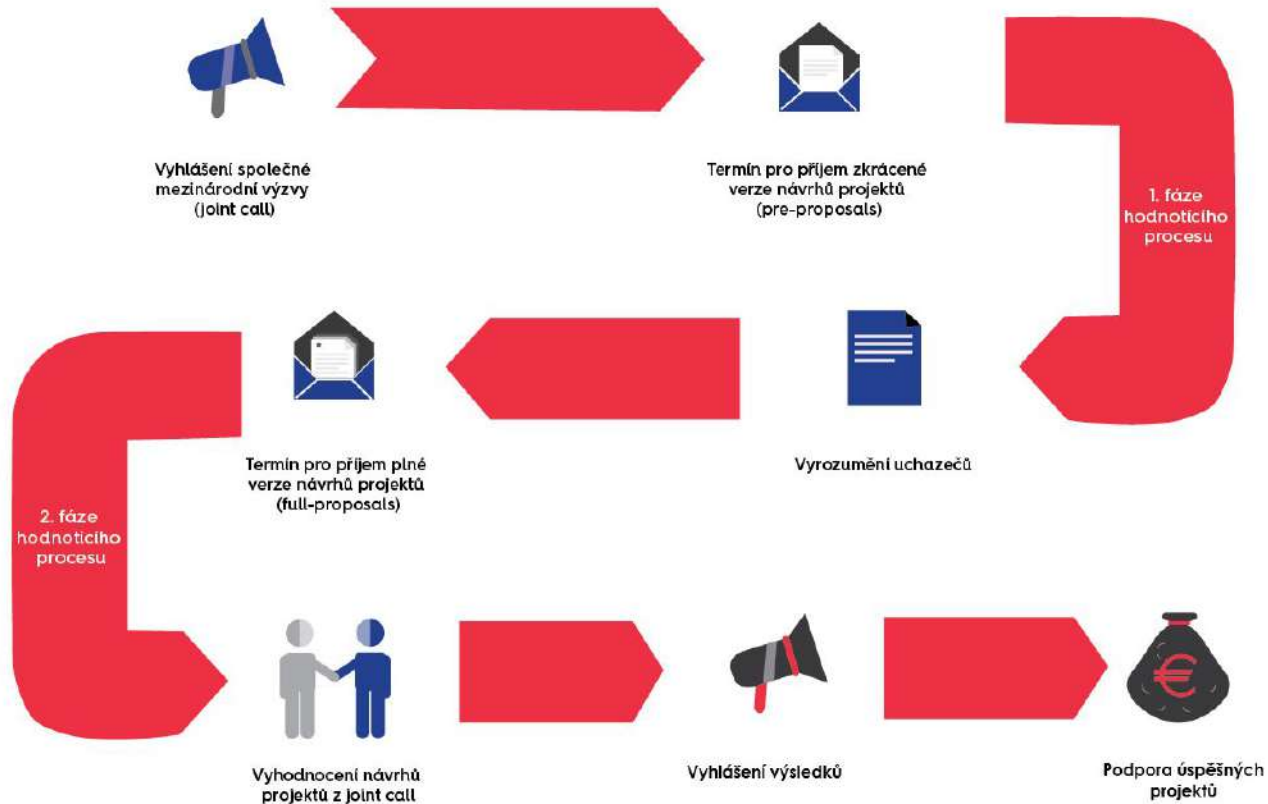 Vyhlášení společné
mezinárodní výzvy
(joint call)
Termín pro příjem zkrácené
verze návrhů projektů
(pre-proposals)
1. fáze
hodnoticího
procesu
Vyrozumění uchazečů
Termín pro příjem plné
verze návrhů projektů
(full-proposals)
2. fáze
hodnoticího
procesu
Vyhodnocení návrhů
projektů z joint call
Vyhlášení výsledků
Podpora úspěšných
projektů